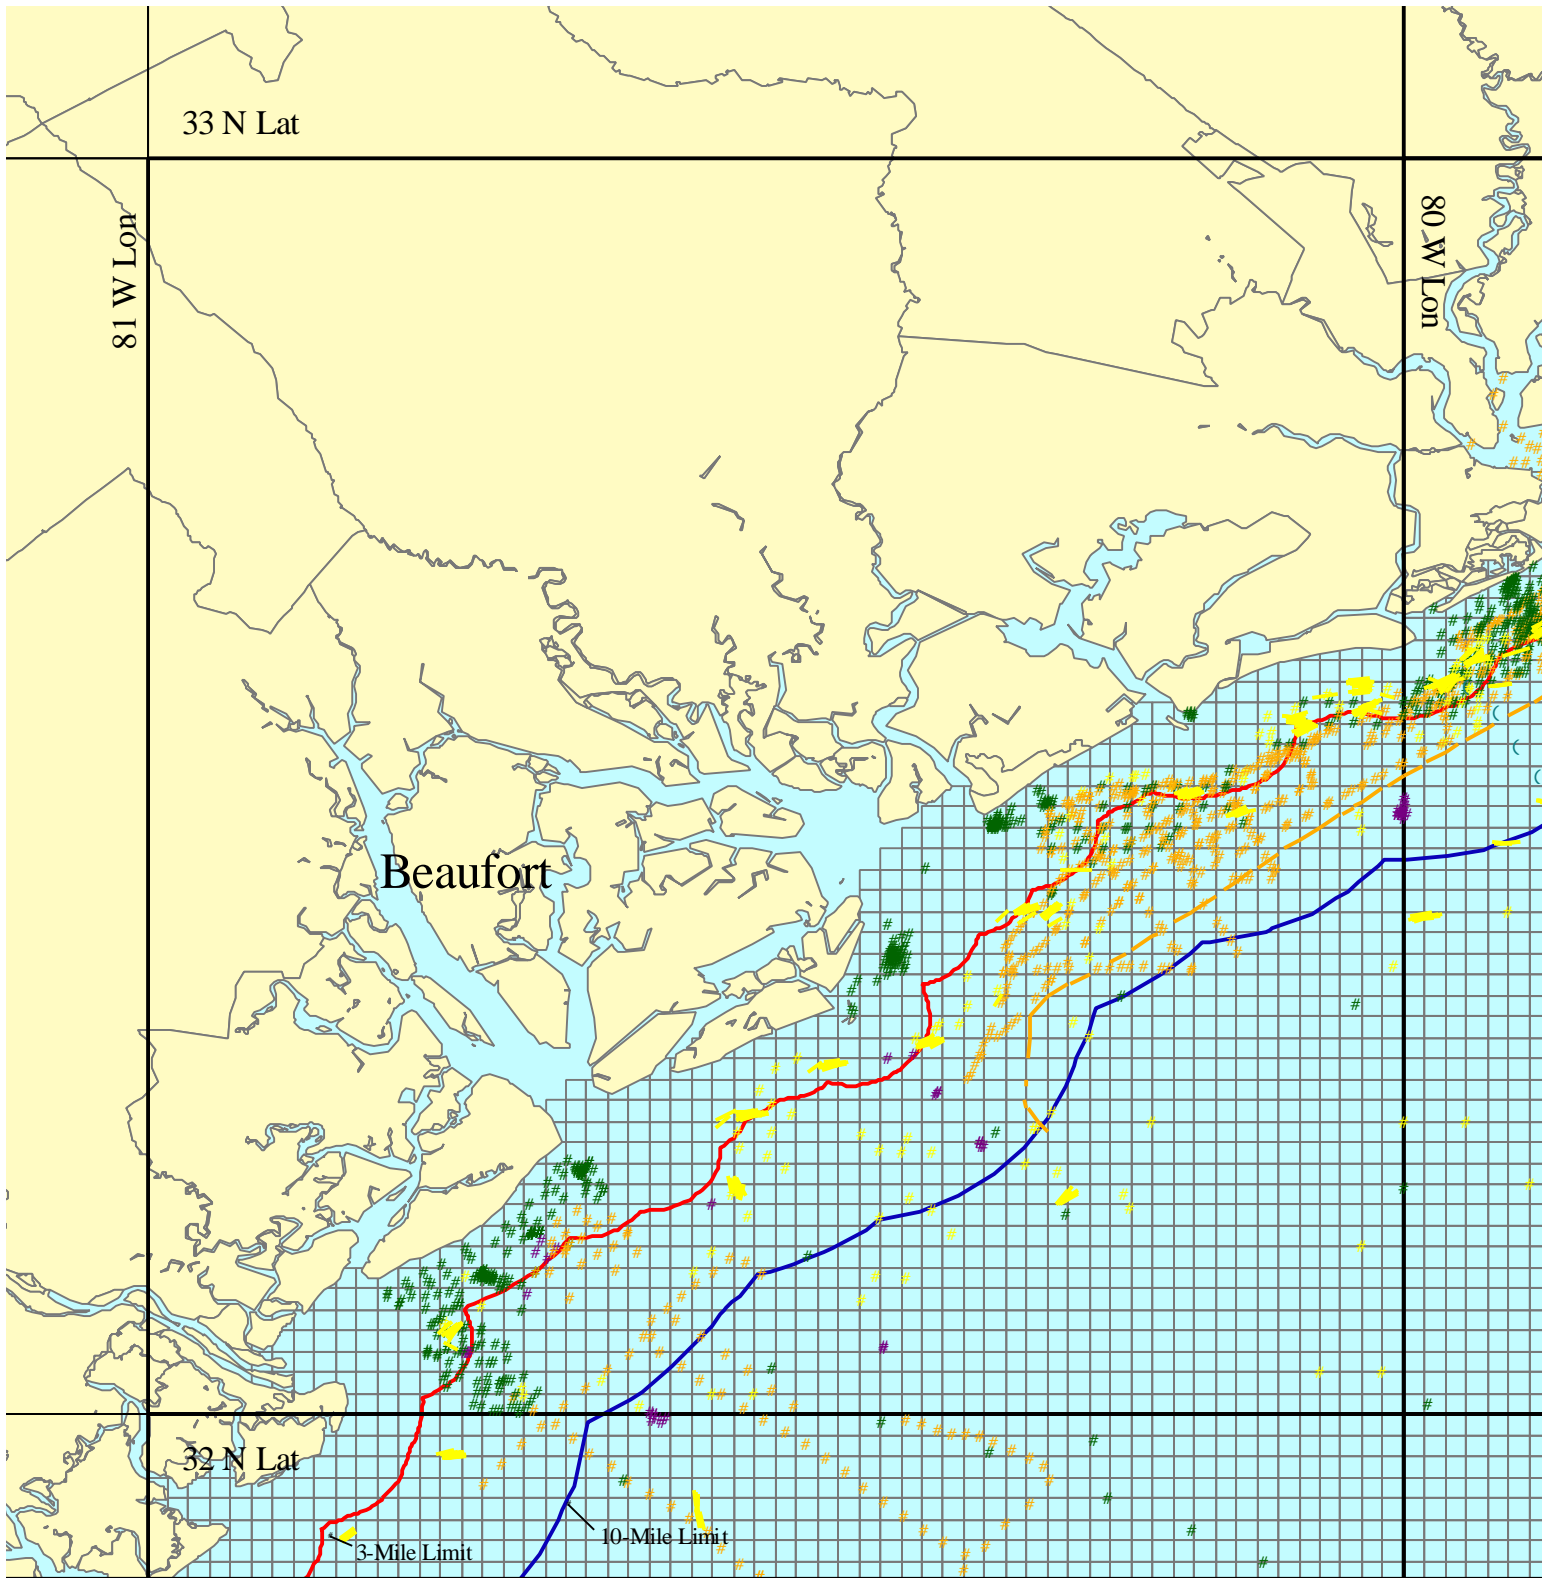 33 N Lat
81 W Lon
80 W Lon
Beaufort
32 N Lat
10-Mile Limit
3-Mile Limit